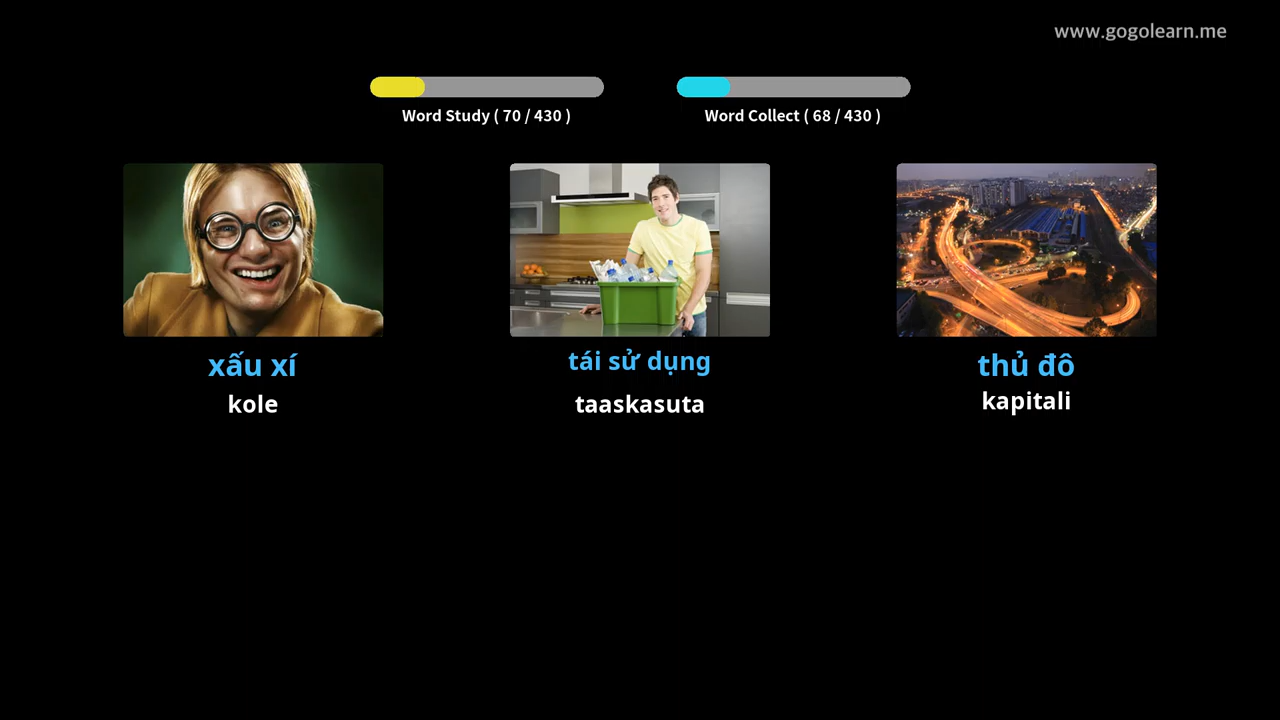 www.gogolearn.me
Word Study ( 70 / 430 )
Word Collect ( 68 / 430 )
xấu xí
kole
tái sử dụng
taaskasuta
thủ đô
kapitali